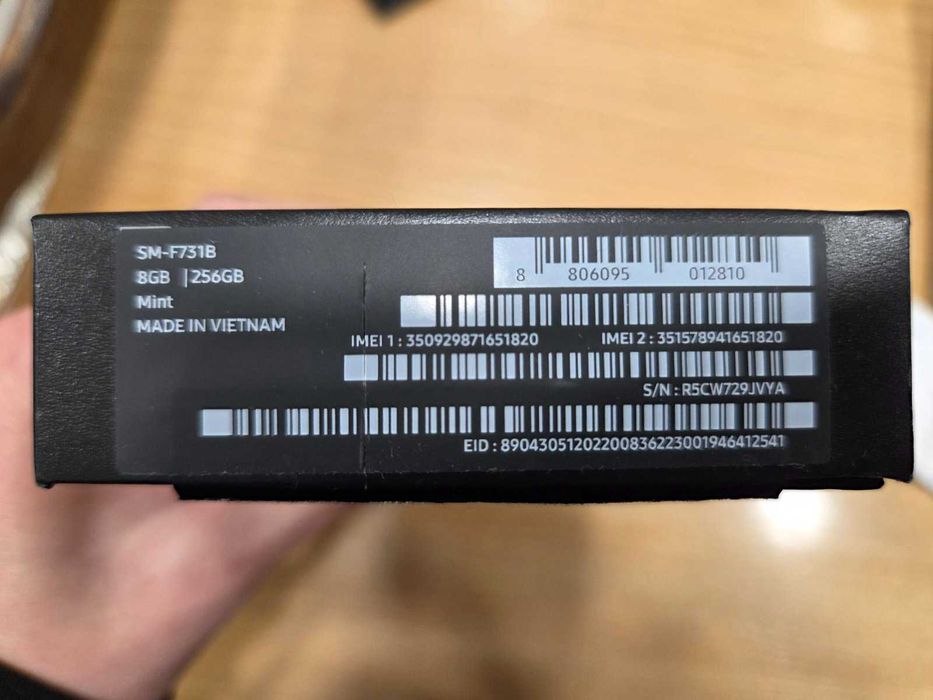 SM-F731B
8GB | 256GB
Mint
MADE IN VIETNAM
8 806095 012810
IMEI 1 : 350929871651820 IMEI 2 : 351578941651820
S/N : R5CW729JVYA
EID : 89043051202200836223001946412541